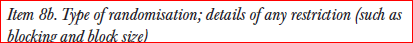 Item 8b. Type of randomisation; details of any restriction (such as
blocking and block size)